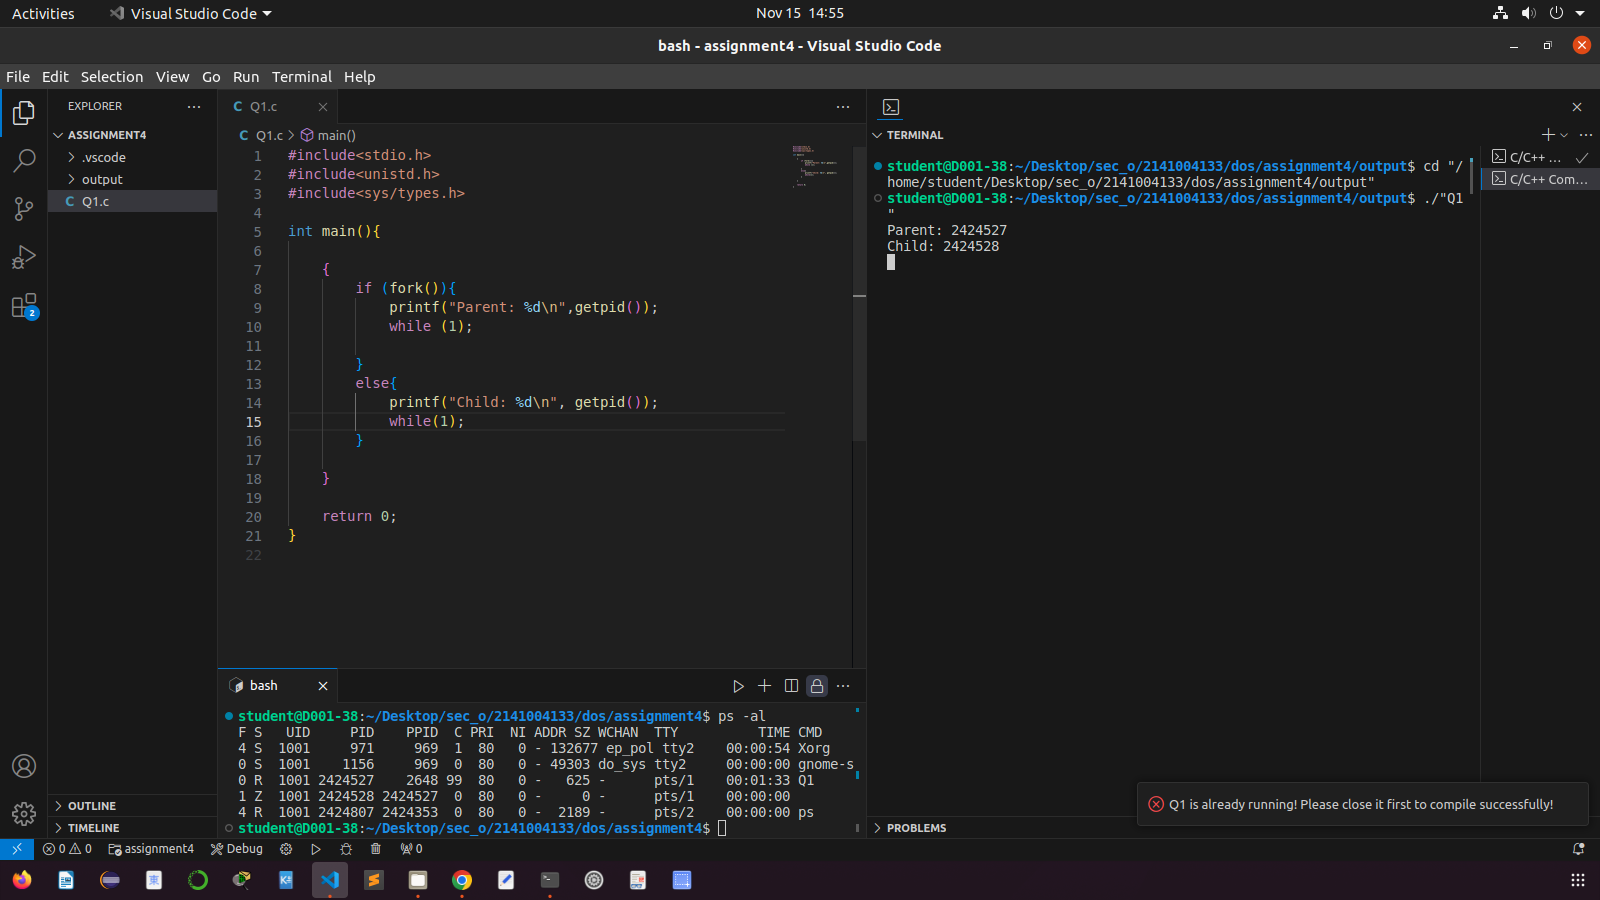 Activities
Visual Studio Code
Nov 15 14:55
bash - assignment4 - Visual Studio Code
File Edit Selection View Go Run Terminal Help
EXPLORER
ASSIGNMENT4
.vscode
output
C Q1.c
OUTLINE
TIMELINE
C Q1.c
C Q1.c > main()
1 #include<stdio.h>
2 #include<unistd.h>
3 #include<sys/types.h>
4
5 int main(){
6
7 {
8 if (fork()){
9 printf("Parent: %d\n",getpid());
10 while (1);
11
12 }
13 else{
14 printf("Child: %d\n", getpid());
15 while(1);
16 }
17
18 }
19
20 return 0;
21 }
22
bash
student@D001-38:~/Desktop/sec_o/2141004133/dos/assignment4$ ps -al
F S UID PID PPID C PRI NI ADDR SZ WCHAN TTY TIME CMD
4 S 1001 971 969 1 80 0 - 132677 ep_pol tty2 00:00:54 Xorg
0 S 1001 1156 969 0 80 0 - 49303 do_sys tty2 00:00:00 gnome-s
0 R 1001 2424527 2648 99 80 0 - 625 - pts/1 00:01:33 Q1
1 Z 1001 2424528 2424527 0 80 0 - 0 - pts/1 00:00:00
4 R 1001 2424807 2424353 0 80 0 - 2189 - pts/2 00:00:00 ps
student@D001-38:~/Desktop/sec_o/2141004133/dos/assignment4$
TERMINAL
student@D001-38:~/Desktop/sec_o/2141004133/dos/assignment4/output$ cd "/
home/student/Desktop/sec_o/2141004133/dos/assignment4/output"
student@D001-38:~/Desktop/sec_o/2141004133/dos/assignment4/output$ ./"Q1
"
Parent: 2424527
Child: 2424528
C/C++ ...
C/C++ Com...
Q1 is already running! Please close it first to compile successfully!
PROBLEMS
2
0 0 assignment4 Debug 0